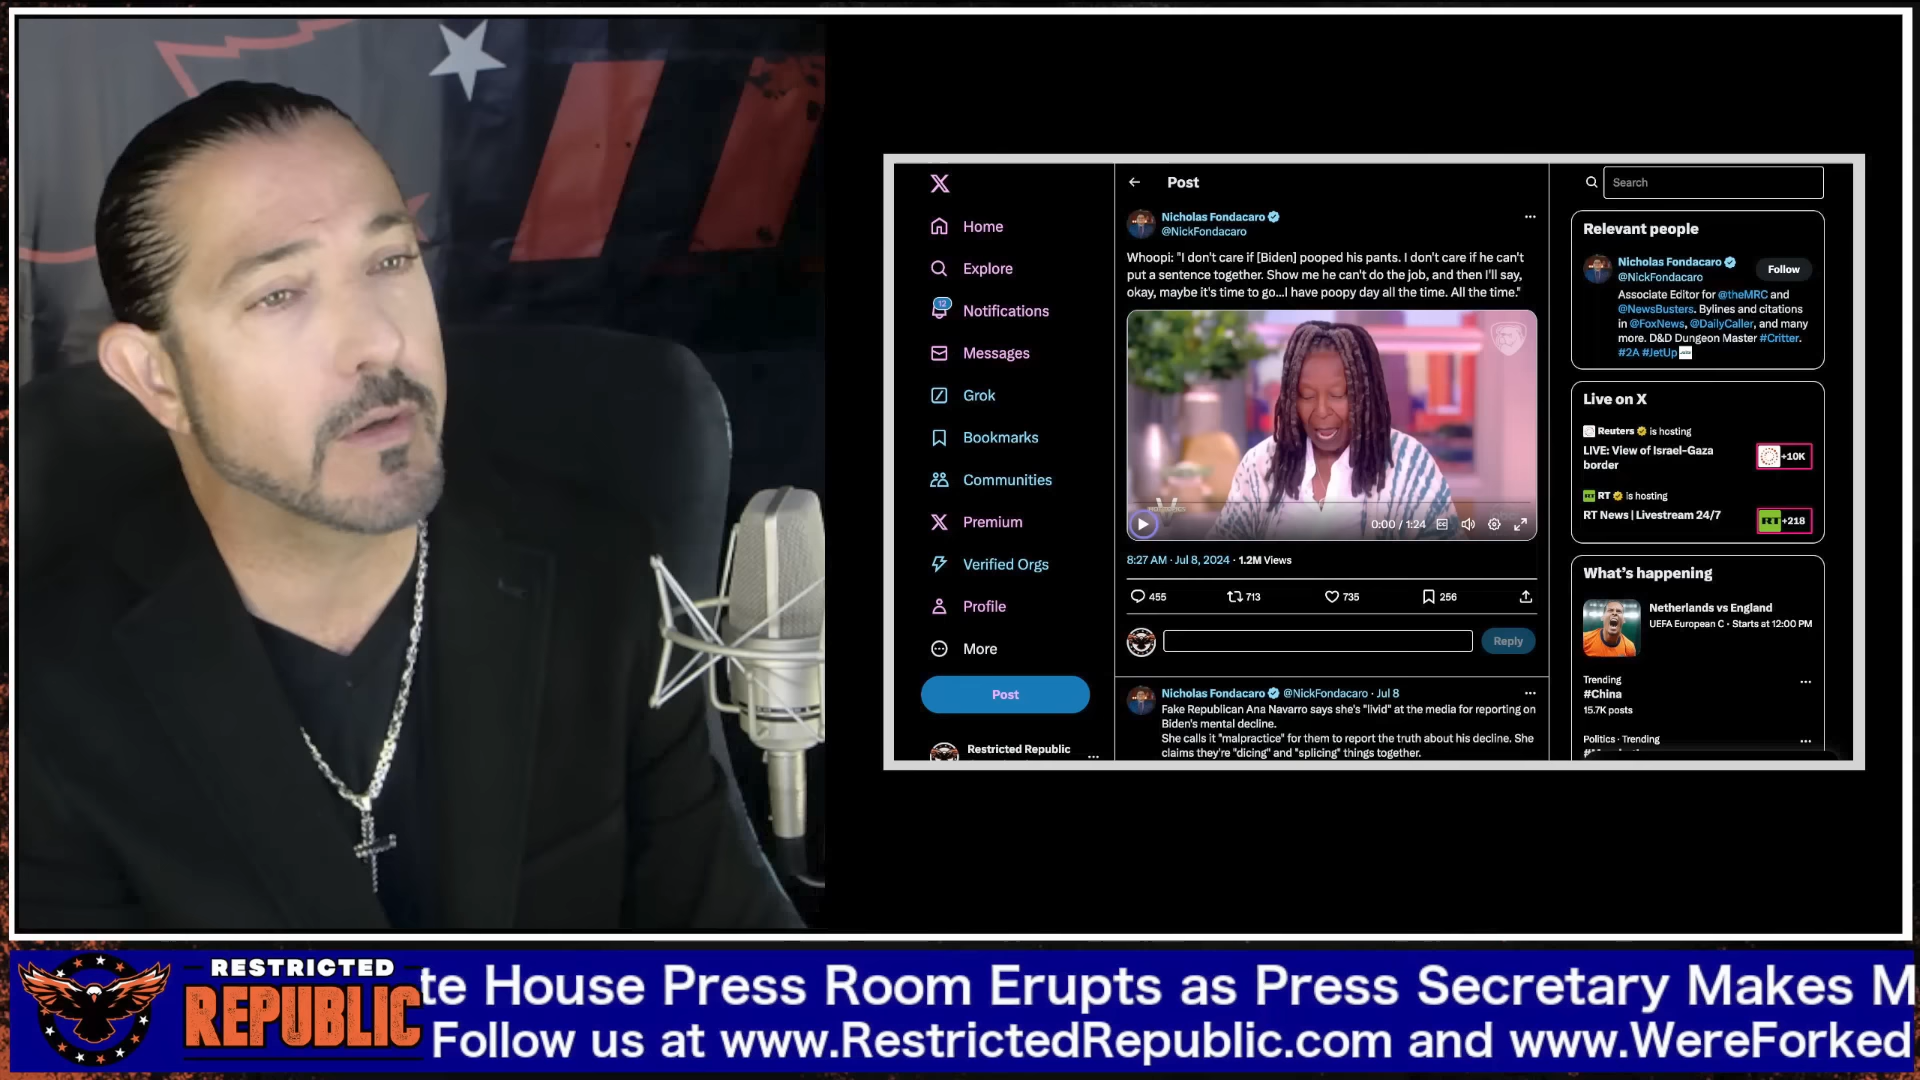 X
Home
Explore
12
Notifications
Messages
Grok
Bookmarks
Communities
Premium
Verified Orgs
Profile
More
Post
Restricted Republic
Post
Nicholas Fondacaro
@NickFondacaro
Whoopi: "I don't care if [Biden] pooped his pants. I don't care if he can't
put a sentence together. Show me he can't do the job, and then I'll say,
okay, maybe it's time to go...I have poopy day all the time. All the time."
0:00 / 1:24
8:27 AM · Jul 8, 2024 · 1.2M Views
455 713 735 256
Reply
Nicholas Fondacaro @NickFondacaro · Jul 8
Fake Republican Ana Navarro says she's "livid" at the media for reporting on
Biden's mental decline.
She calls it "malpractice" for them to report the truth about his decline. She
claims they're "dicing" and "splicing" things together.
Search
Relevant people
Nicholas Fondacaro
@NickFondacaro
Follow
Associate Editor for @theMRC and
@NewsBusters. Bylines and citations
in @FoxNews, @DailyCaller, and many
more. D&D Dungeon Master #Critter.
#2A #JetUp
Live on X
Reuters is hosting
LIVE: View of Israel-Gaza
border
+10K
RT is hosting
RT News | Livestream 24/7
RT +218
What's happening
Netherlands vs England
UEFA European C · Starts at 12:00 PM
Trending
#China
15.7K posts
Politics · Trending
RESTRICTED
REPUBLIC
te House Press Room Erupts as Press Secretary Makes M
Follow us at www.RestrictedRepublic.com and www.WereForked